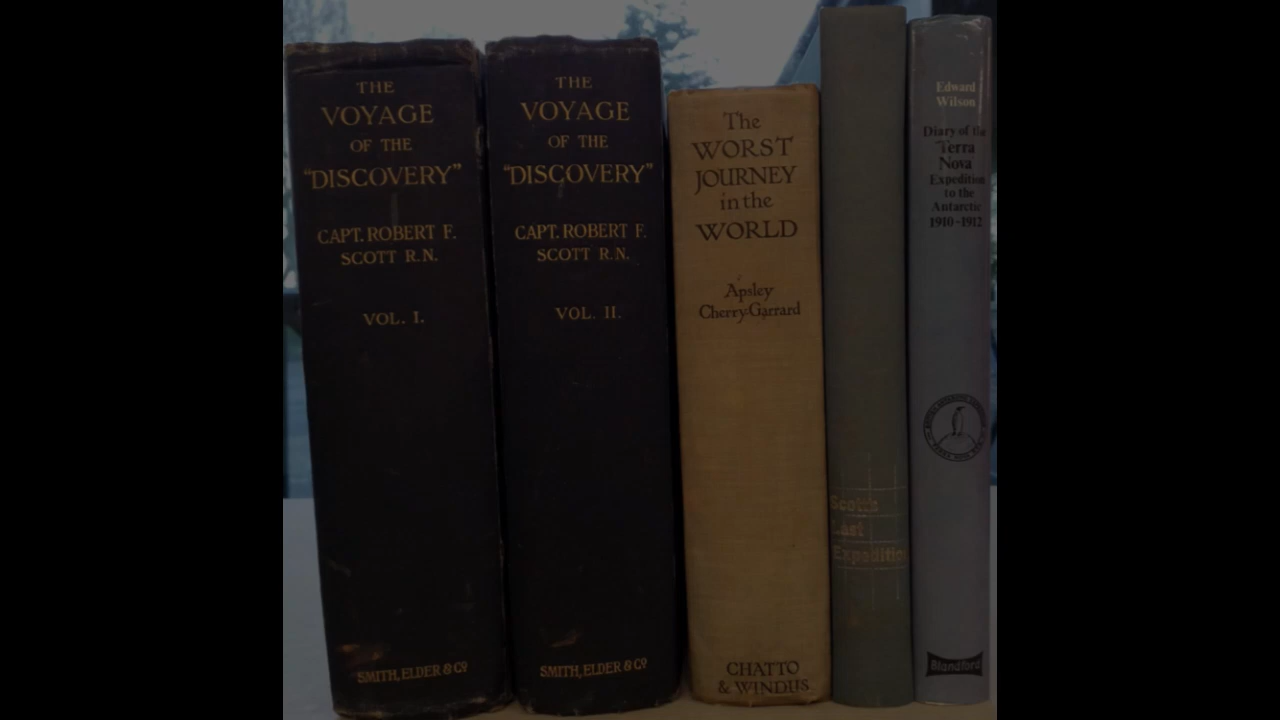 THE
VOYAGE
OF THE
"DISCOVERY"
CAPT. ROBERT F.
SCOTT R.N.
VOL. I.
SMITH, ELDER & Co
THE
VOYAGE
OF THE
"DISCOVERY"
CAPT. ROBERT F.
SCOTT R.N.
VOL. II.
SMITH, ELDER & Co
The
WORST
JOURNEY
in the
WORLD
Apsley
Cherry-Garrard
CHATTO
& WINDUS
Scott's
Last
Expedition
Edward
Wilson
Diary of the
Terra
Nova
Expedition
to the
Antarctic
1910-1912
Blandford